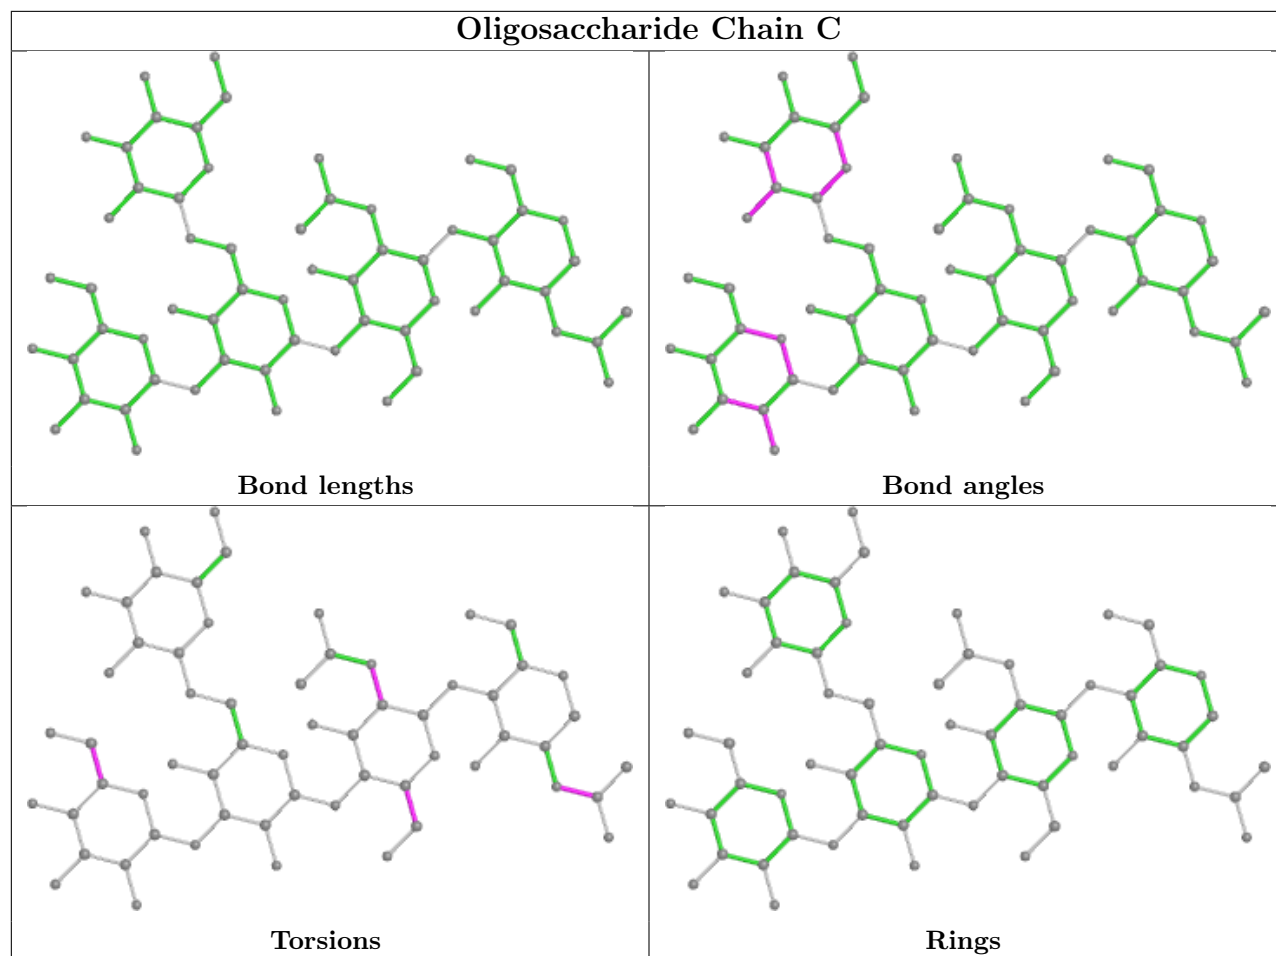 Oligosaccharide Chain C
Bond lengths
Bond angles
Torsions
Rings